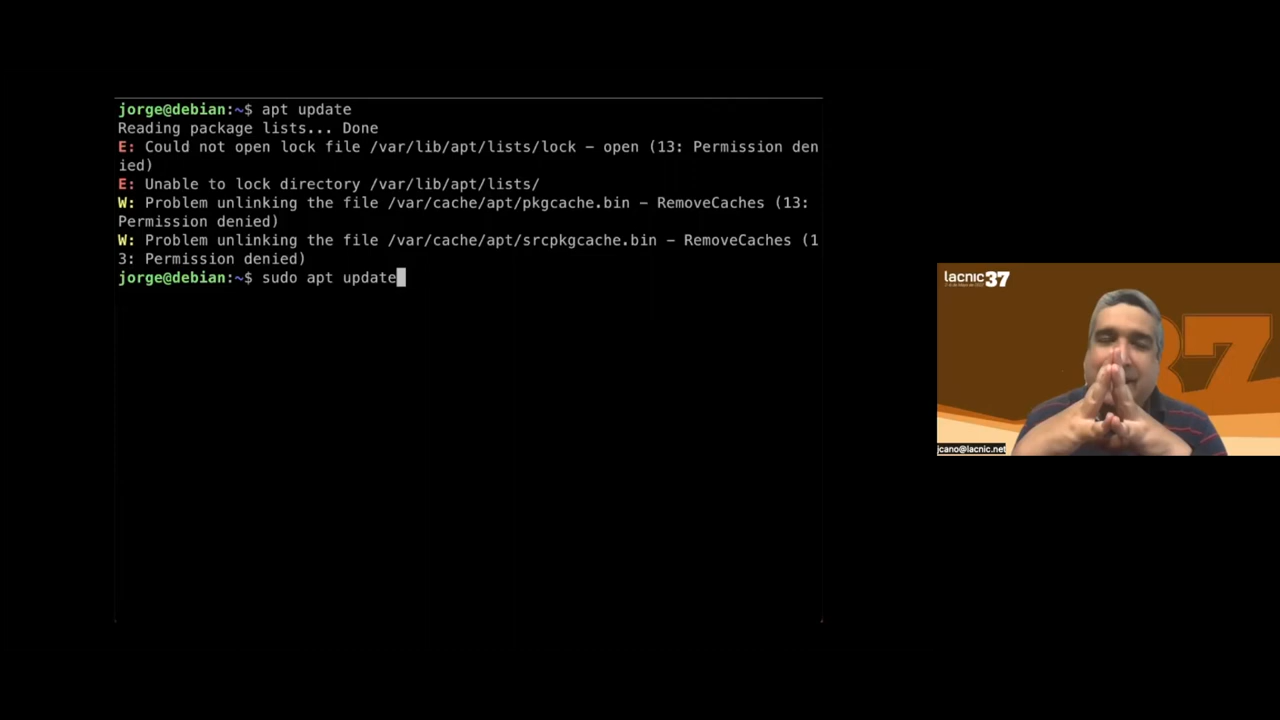 jorge@debian:~$ apt update
Reading package lists... Done
E: Could not open lock file /var/lib/apt/lists/lock - open (13: Permission den
ied)
E: Unable to lock directory /var/lib/apt/lists/
W: Problem unlinking the file /var/cache/apt/pkgcache.bin - RemoveCaches (13:
Permission denied)
W: Problem unlinking the file /var/cache/apt/srcpkgcache.bin - RemoveCaches (1
3: Permission denied)
jorge@debian:~$ sudo apt update
lacnic 37
37
jcano@lacnic.net